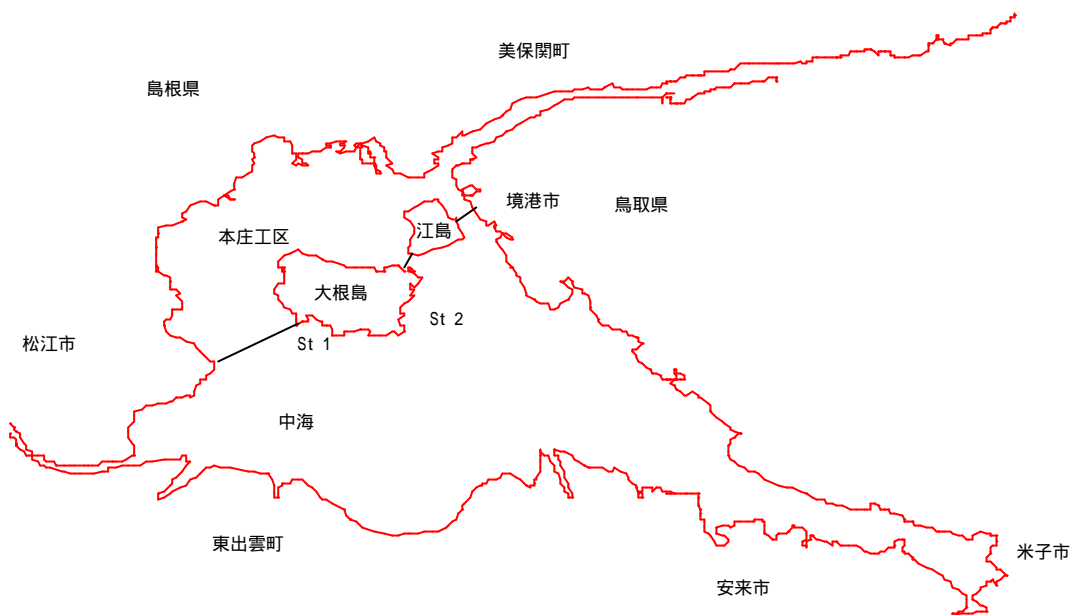 美保関町
島根県
境港市
鳥取県
江島
本庄工区
大根島
St 2
St 1
松江市
中海
東出雲町
米子市
安来市